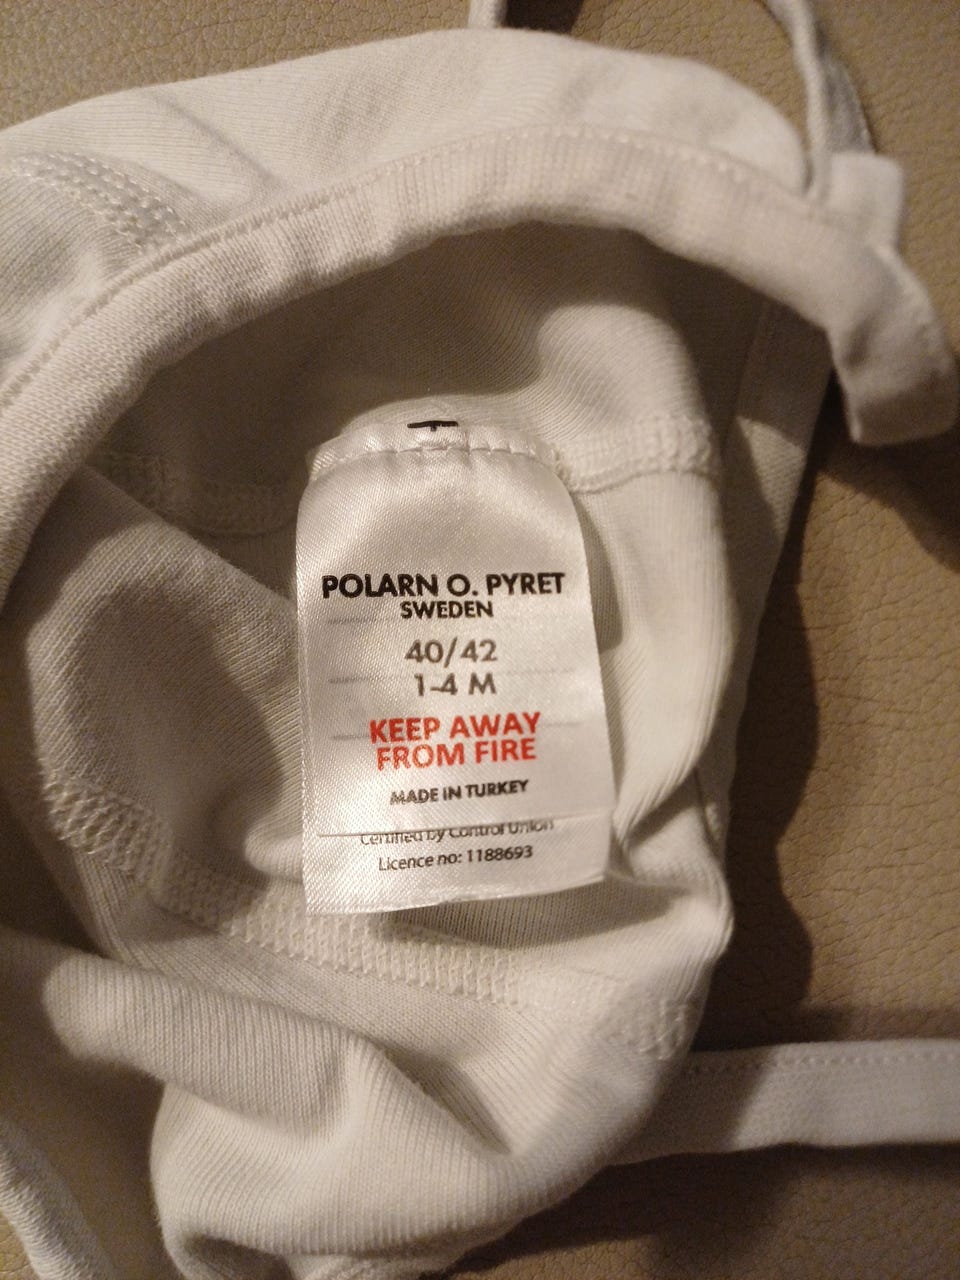 POLARN O. PYRET
SWEDEN
40/42
1-4 M
KEEP AWAY
FROM FIRE
MADE IN TURKEY
Certified by Control Union
Licence no: 1188693